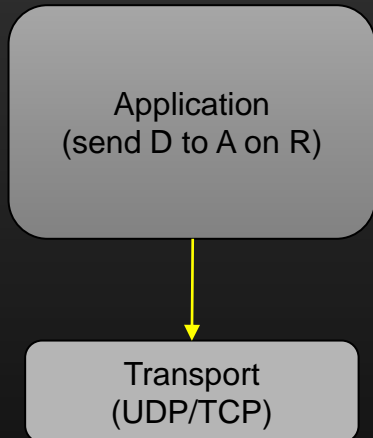 Application
(send D to A on R)
Transport
(UDP/TCP)